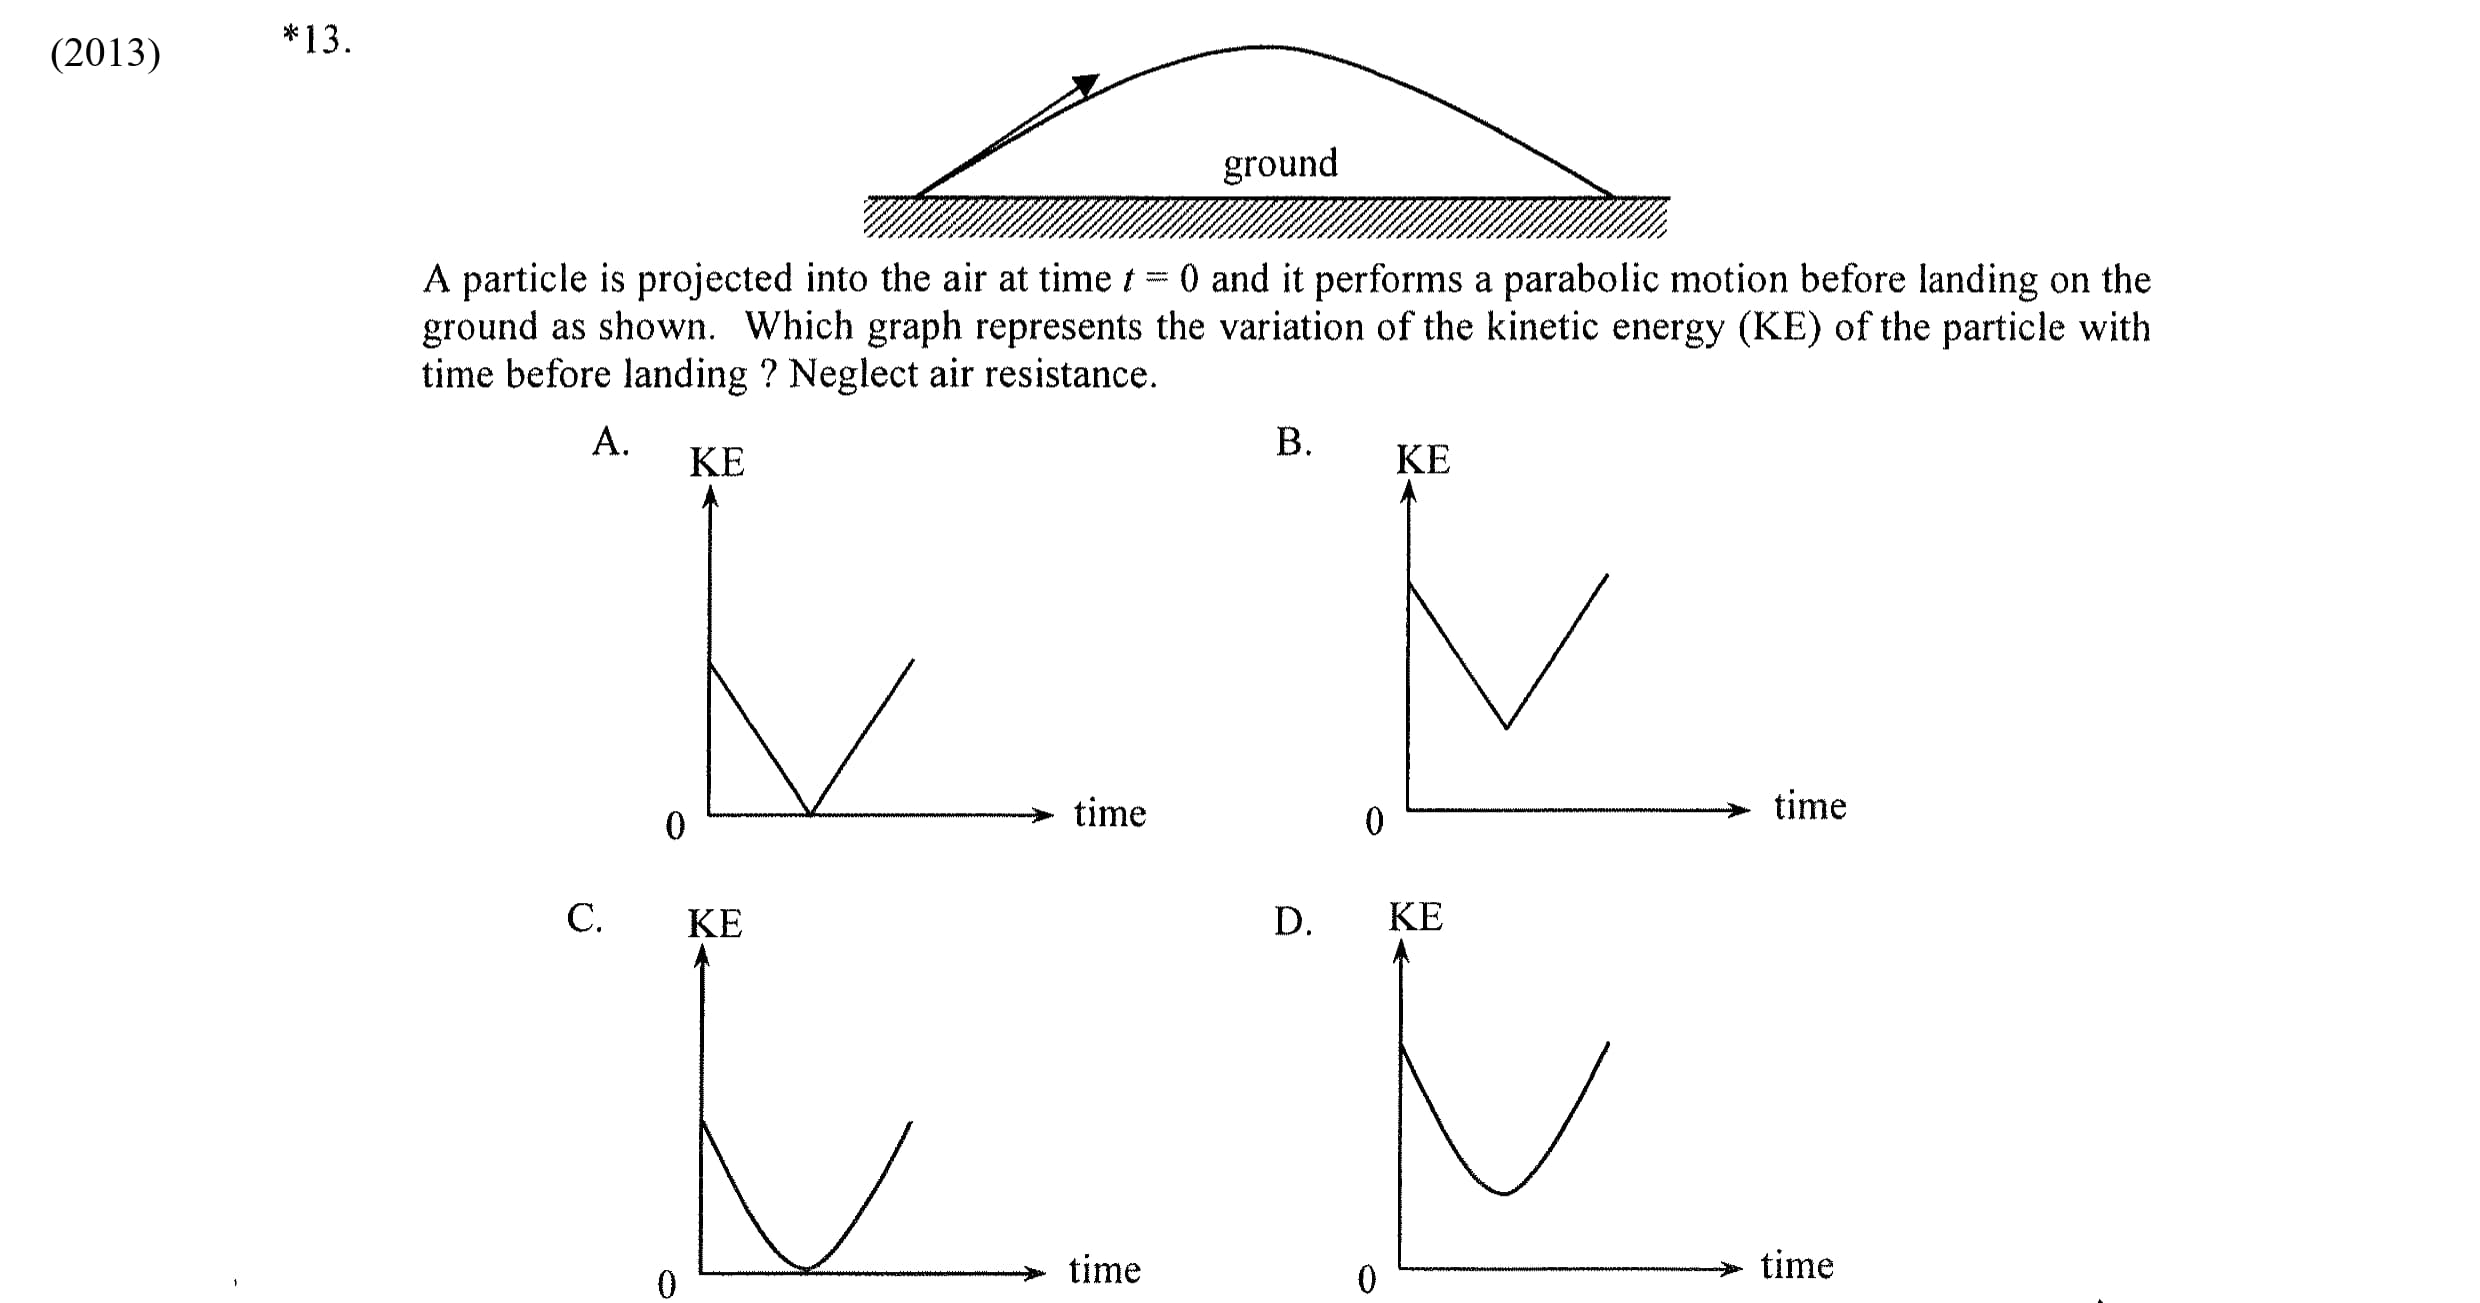 (2013)
*13.
ground
A particle is projected into the air at time t = 0 and it performs a parabolic motion before landing on the
ground as shown. Which graph represents the variation of the kinetic energy (KE) of the particle with
time before landing ? Neglect air resistance.
A.
KE
0
time
B.
KE
0
time
C.
KE
0
time
D.
KE
0
time